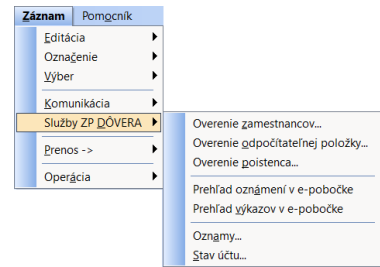 Záznam Pomocník
Editácia
Označenie
Výber
Komunikácia
Služby ZP DÔVERA
Prenos ->
Operácia
Overenie zamestnancov...
Overenie odpočítateľnej položky...
Overenie poistenca...
Prehľad oznámení v e-pobočke
Prehľad výkazov v e-pobočke
Oznamy...
Stav účtu...